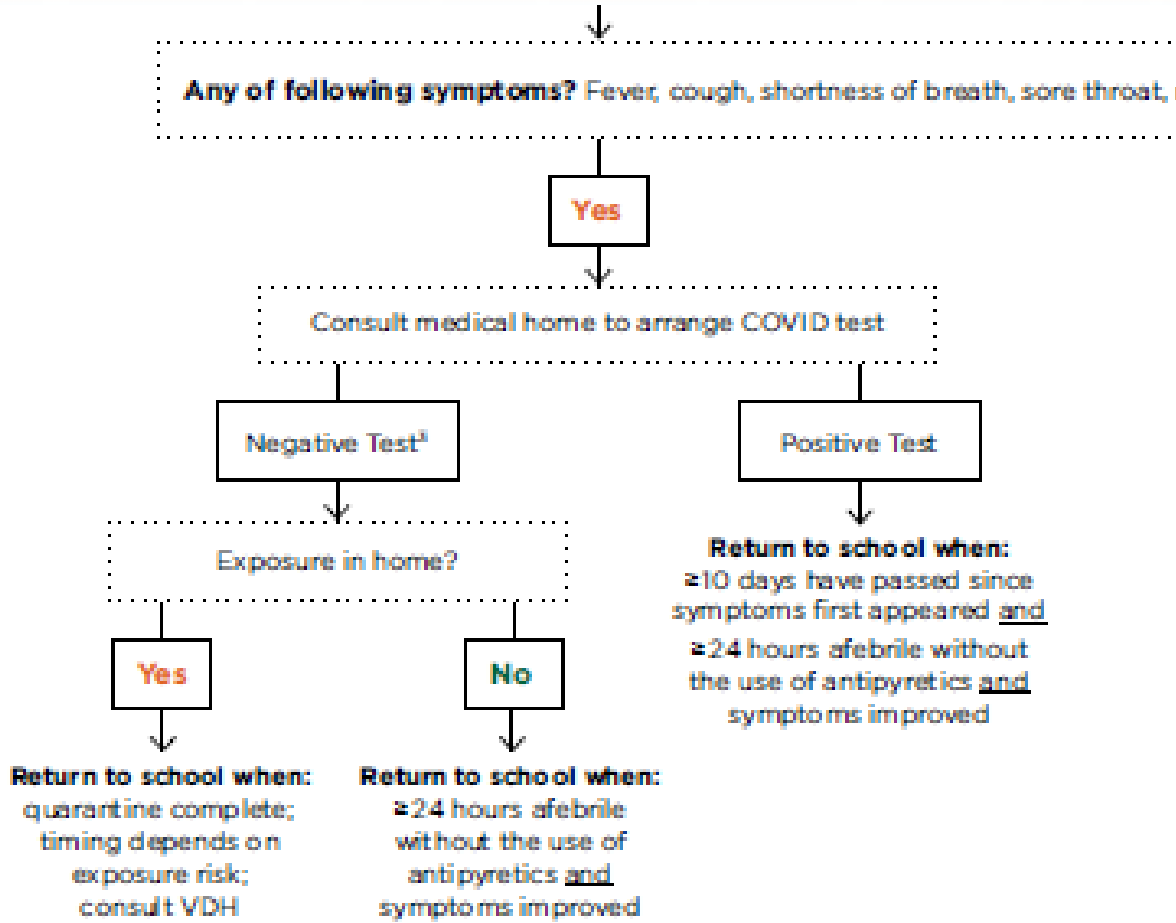 Any of following symptoms? Fever, cough, shortness of breath, sore throat,
Yes
Consult medical home to arrange COVID test
Negative Test³
Positive Test
Exposure in home?
Return to school when:
≥10 days have passed since
symptoms first appeared and
≥24 hours afebrile without
the use of antipyretics and
symptoms improved
Yes
No
Return to school when:
quarantine complete;
timing depends on
exposure risk;
consult VDH
Return to school when:
≥24 hours afebrile
without the use of
antipyretics and
symptoms improved